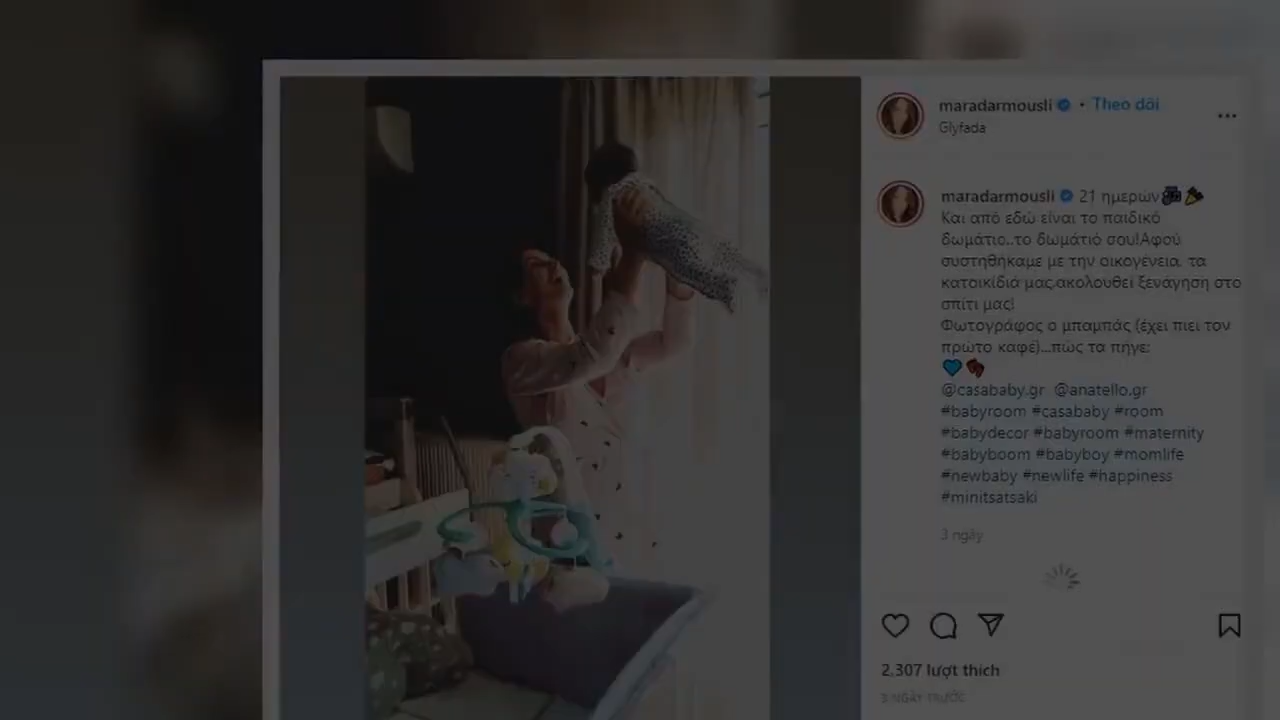 maradarmousli • Theo dõi
Glyfada
maradarmousli 21 ημερών
Και από εδώ είναι το παιδικό
δωμάτιο..το δωμάτιό σου!Αφού
συστηθήκαμε με την οικογένεια, τα
κατοικίδιά μας,ακολουθεί ξενάγηση στο
σπίτι μας!
Φωτογράφος ο μπαμπάς (έχει πιει τον
πρώτο καφέ)...πώς τα πήγε;
@casababy.gr @anatello.gr
#babyroom #casababy #room
#babydecor #babyroom #maternity
#babyboom #babyboy #momlife
#newbaby #newlife #happiness
#minitsatsaki
3 ngày
2,307 lượt thích
3 NGÀY TRƯỚC